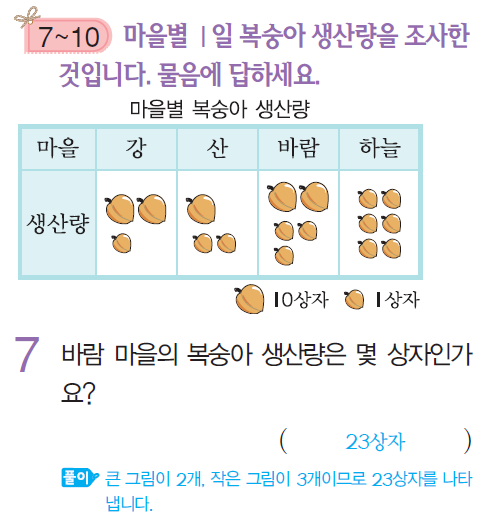 7~10 마을별 1일 복숭아 생산량을 조사한
것입니다. 물음에 답하세요.
마을별 복숭아 생산량
마을 강 산 바람 하늘
생산량
10상자 1상자
7 바람 마을의 복숭아 생산량은 몇 상자인가
요?
( 23상자 )
풀이 큰 그림이 2개, 작은 그림이 3개이므로 23상자를 나타
냅니다.